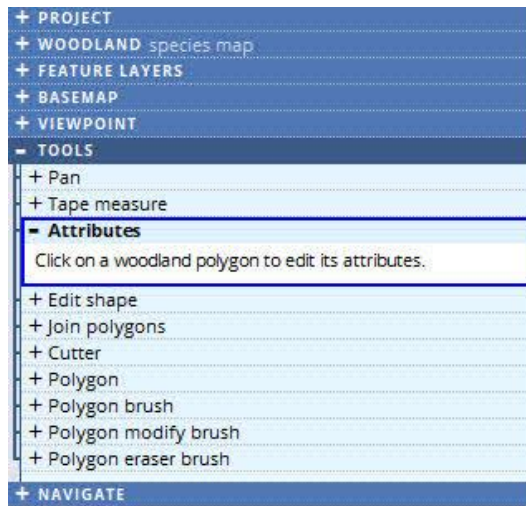 + PROJECT
+ WOODLAND species map
+ FEATURE LAYERS
+ BASEMAP
+ VIEWPOINT
- TOOLS
+ Pan
+ Tape measure
- Attributes
Click on a woodland polygon to edit its attributes.
+ Edit shape
+ Join polygons
+ Cutter
+ Polygon
+ Polygon brush
+ Polygon modify brush
+ Polygon eraser brush
+ NAVIGATE